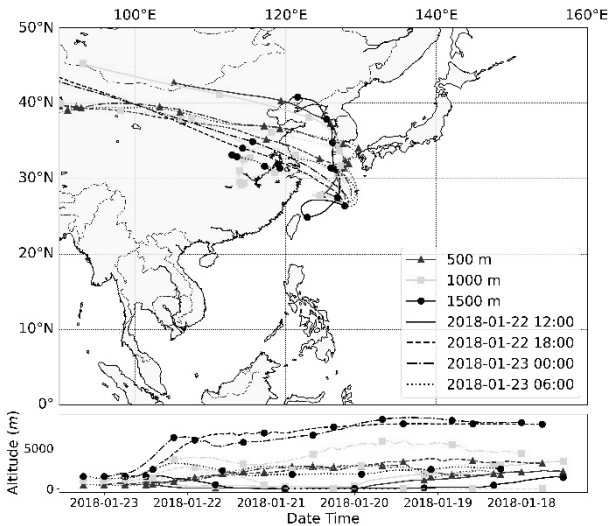 100°E 120°E 140°E 160°E
50°N
40°N
30°N
20°N
10°N
0°
500 m
1000 m
1500 m
2018-01-22 12:00
2018-01-22 18:00
2018-01-23 00:00
2018-01-23 06:00
Altitude (m)
5000
0
2018-01-23 2018-01-22 2018-01-21 2018-01-20 2018-01-19 2018-01-18
Date Time